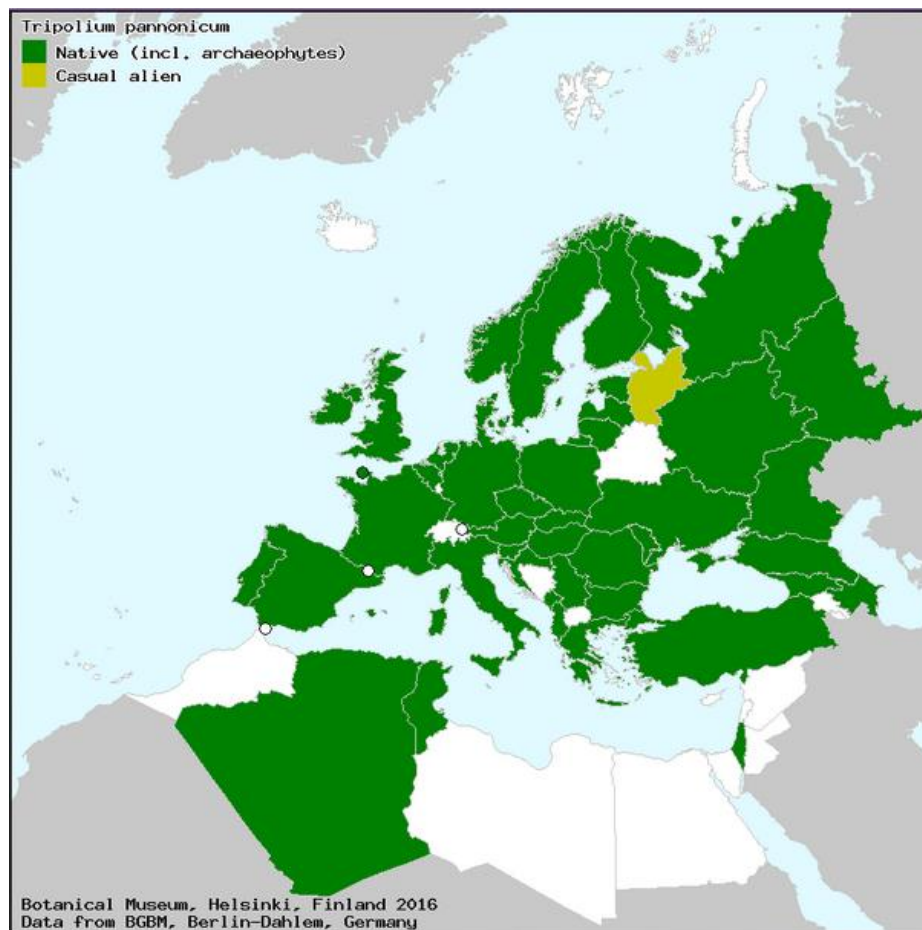 Tripolium pannonicum
Native (incl. archaeophytes)
Casual alien
Botanical Museum, Helsinki, Finland 2016
Data from BGBM, Berlin-Dahlem, Germany